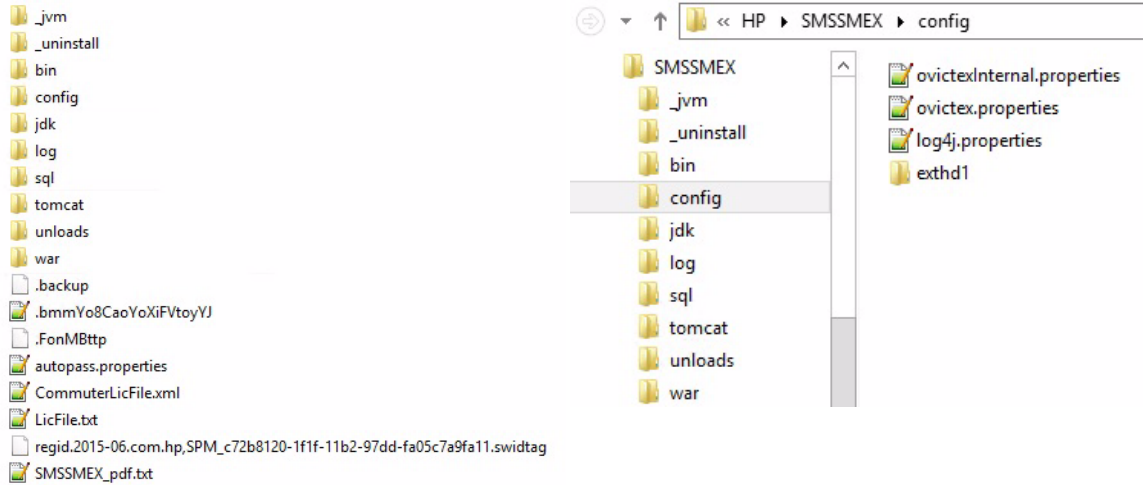 _jvm
_uninstall
bin
config
jdk
log
sql
tomcat
unloads
war
.backup
.bmmYo8CaoYoXiFVtoyYJ
.FonMBttp
autopass.properties
CommuterLicFile.xml
LicFile.txt
regid.2015-06.com.hp,SPM_c72b8120-1f1f-11b2-97dd-fa05c7a9fa11.swidtag
SMSSMEX_pdf.txt
« HP SMSSMEX config
SMSSMEX
_jvm
_uninstall
bin
config
jdk
log
sql
tomcat
unloads
war
ovictexInternal.properties
ovictex.properties
log4j.properties
exthd1